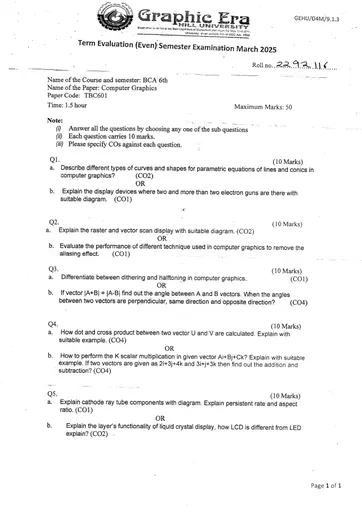 Graphic Era
HILL UNIVERSITY
GEHU/04M/9.1.3
Term Evaluation (Even) Semester Examination March 2025
Roll no. 2292116
Name of the Course and semester: BCA 6th
Name of the Paper: Computer Graphics
Paper Code: TBC601
Time: 1.5 hour Maximum Marks: 50
Note:
(i) Answer all the questions by choosing any one of the sub questions
(ii) Each question carries 10 marks.
(iii) Please specify COs against each question.
Q1. (10 Marks)
a. Describe different types of curves and shapes for parametric equations of lines and conics in
computer graphics? (CO2)
OR
b. Explain the display devices where two and more than two electron guns are there with
suitable diagram. (CO1)
Q2. (10 Marks)
a. Explain the raster and vector scan display with suitable diagram. (CO2)
OR
b. Evaluate the performance of different technique used in computer graphics to remove the
aliasing effect. (CO1)
Q3. (10 Marks)
a. Differentiate between dithering and halftoning in computer graphics. (CO1)
OR
b. If vector |A+B| = |A-B| find out the angle between A and B vectors. When the angles
between two vectors are perpendicular, same direction and opposite direction? (CO4)
Q4. (10 Marks)
a. How dot and cross product between two vector U and V are calculated. Explain with
suitable example. (CO4)
OR
b. How to perform the K scalar multiplication in given vector Ai+Bj+Ck? Explain with suitable
example. If two vectors are given as 2i+3j+4k and 3i+j+3k then find out the addition and
subtraction? (CO4)
Q5. (10 Marks)
a. Explain cathode ray tube components with diagram. Explain persistent rate and aspect
ratio. (CO1)
OR
b. Explain the layer's functionality of liquid crystal display, how LCD is different from LED
explain? (CO2)
Page 1 of 1